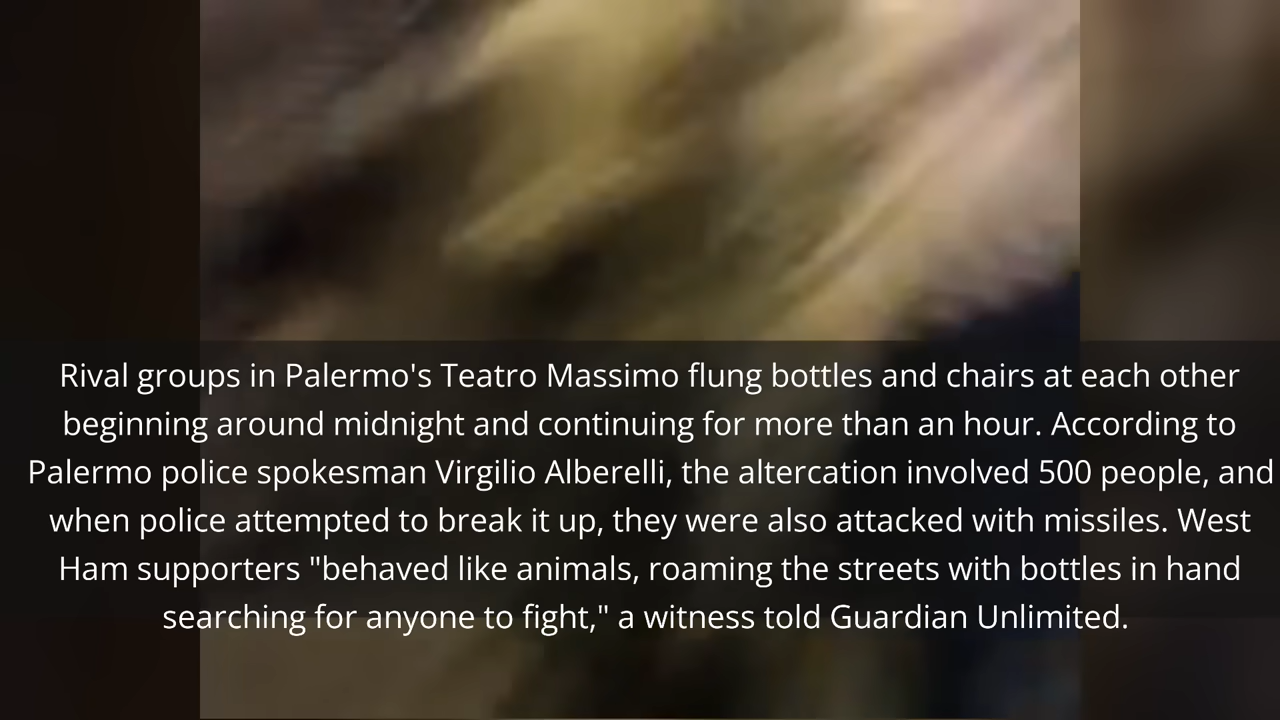 Rival groups in Palermo's Teatro Massimo flung bottles and chairs at each other
beginning around midnight and continuing for more than an hour. According to
Palermo police spokesman Virgilio Alberelli, the altercation involved 500 people, and
when police attempted to break it up, they were also attacked with missiles. West
Ham supporters "behaved like animals, roaming the streets with bottles in hand
searching for anyone to fight," a witness told Guardian Unlimited.